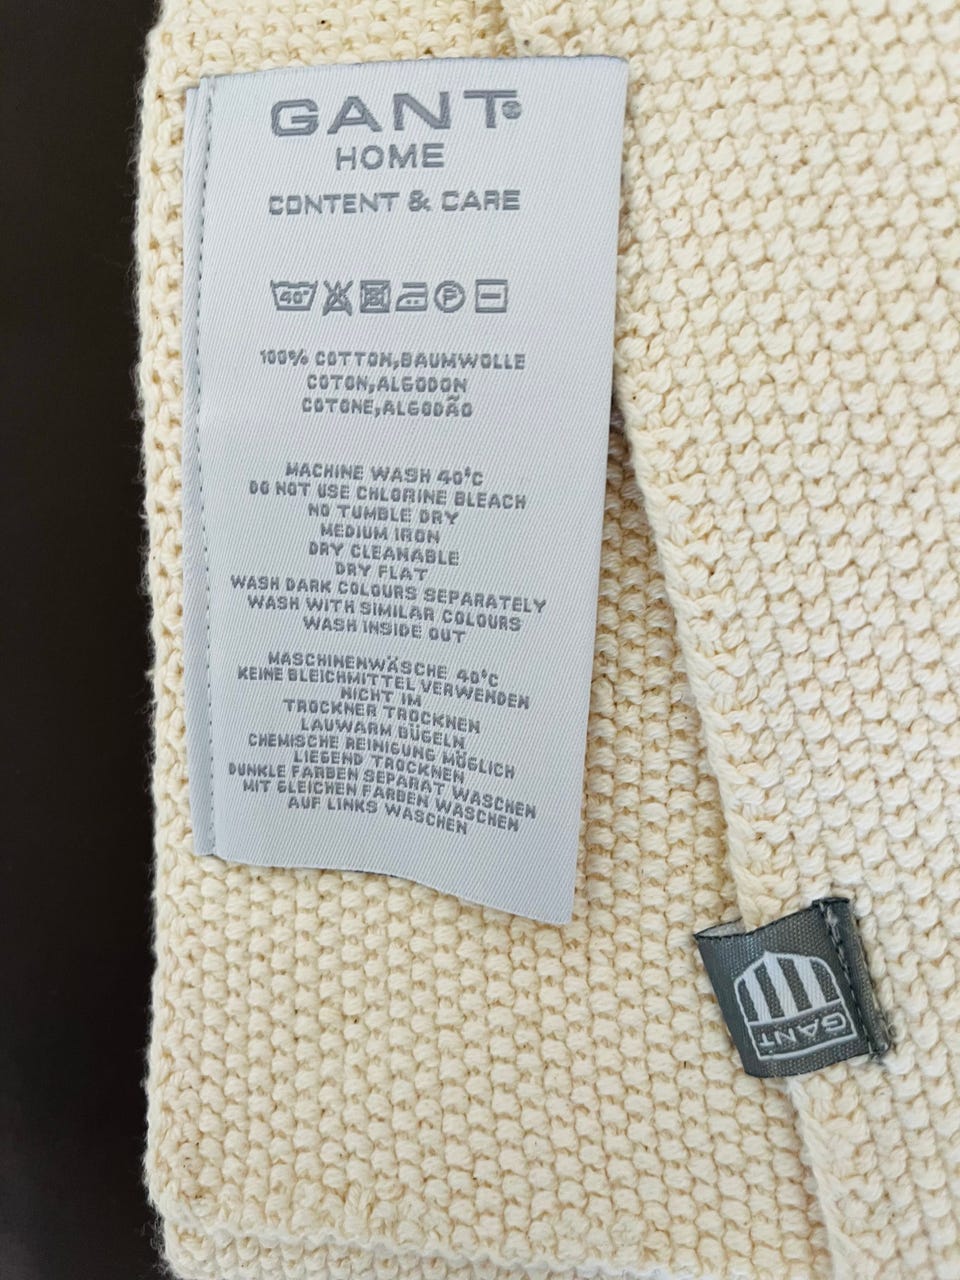 GANT®
HOME
CONTENT & CARE
40° P
100% COTTON,BAUMWOLLE
COTON,ALGODON
COTONE,ALGODÃO
MACHINE WASH 40°C
DO NOT USE CHLORINE BLEACH
NO TUMBLE DRY
MEDIUM IRON
DRY CLEANABLE
DRY FLAT
WASH DARK COLOURS SEPARATELY
WASH WITH SIMILAR COLOURS
WASH INSIDE OUT
MASCHINENWÄSCHE 40°C
KEINE BLEICHMITTEL VERWENDEN
NICHT IM
TROCKNER TROCKNEN
LAUWARM BÜGELN
CHEMISCHE REINIGUNG MÖGLICH
LIEGEND TROCKNEN
DUNKLE FARBEN SEPARAT WASCHEN
MIT GLEICHEN FARBEN WASCHEN
AUF LINKS WASCHEN
GANT